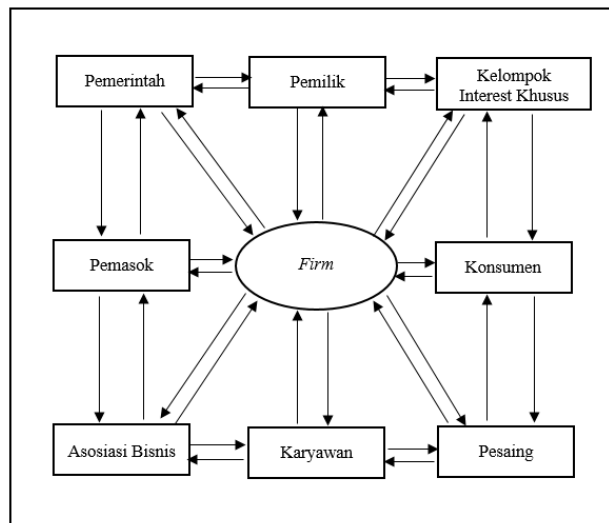 Pemerintah
Pemilik
Kelompok
Interest Khusus
Pemasok
Firm
Konsumen
Asosiasi Bisnis
Karyawan
Pesaing